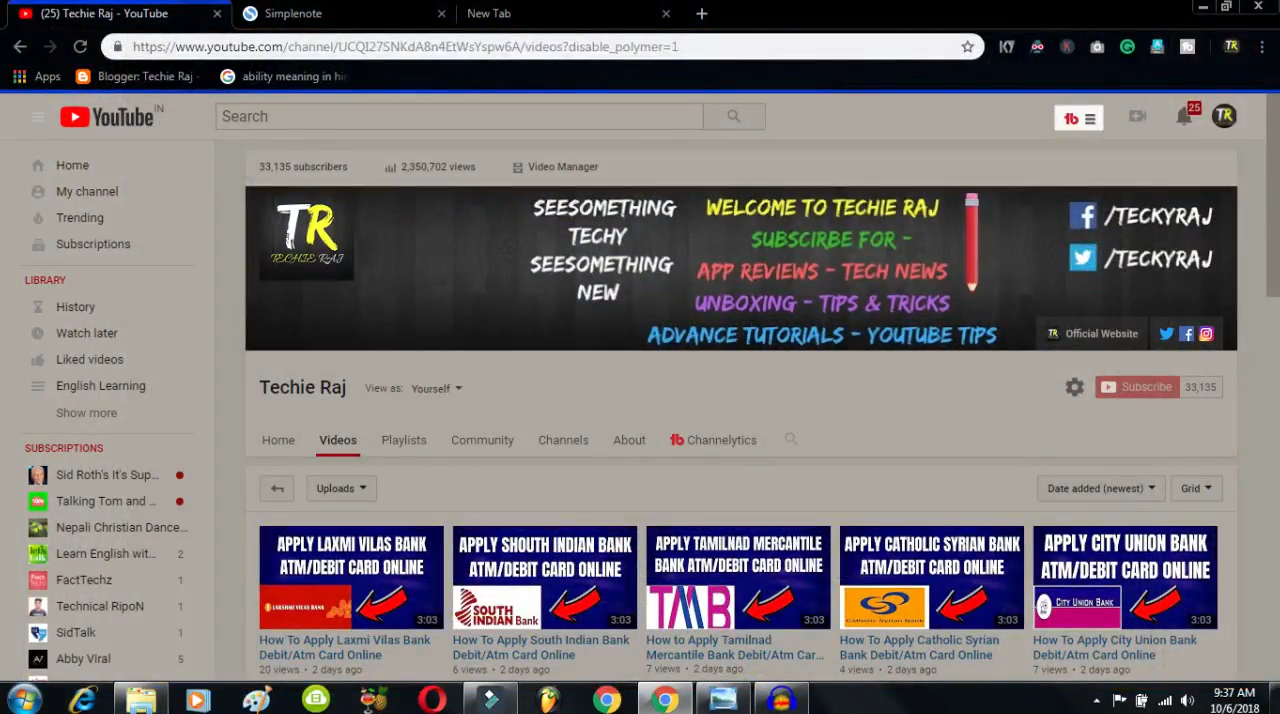 (25) Techie Raj - YouTube
Simplenote
New Tab
https://www.youtube.com/channel/UCQI27SNKdA8n4EtWsYspw6A/videos?disable_polymer=1
Apps
Blogger: Techie Raj -
ability meaning in hin
YouTube IN
Search
25
TR
33,135 subscribers
2,350,702 views
Video Manager
TR
TECHIE RAJ
SEESOMETHING
TECHY
SEESOMETHING
NEW
WELCOME TO TECHIE RAJ
SUBSCIRBE FOR -
APP REVIEWS - TECH NEWS
UNBOXING - TIPS & TRICKS
ADVANCE TUTORIALS - YOUTUBE TIPS
/TECKYRAJ
/TECKYRAJ
Official Website
Home
My channel
Trending
Subscriptions
LIBRARY
History
Watch later
Liked videos
English Learning
Show more
SUBSCRIPTIONS
Sid Roth's It's Sup...
Talking Tom and ...
Nepali Christian Dance...
Learn English wit... 2
FactTechz 1
Technical RipoN 1
SidTalk 1
Abby Viral 5
Techie Raj
View as: Yourself
Subscribe 33,135
Home
Videos
Playlists
Community
Channels
About
Channelytics
Uploads
Date added (newest)
Grid
APPLY LAXMI VILAS BANK
ATM/DEBIT CARD ONLINE
LAKSHMI VILAS BANK
3:03
How To Apply Laxmi Vilas Bank
Debit/Atm Card Online
20 views • 2 days ago
APPLY SHOUTH INDIAN BANK
ATM/DEBIT CARD ONLINE
SOUTH
INDIAN Bank
3:03
How To Apply South Indian Bank
Debit/Atm Card Online
6 views • 2 days ago
APPLY TAMILNAD MERCANTILE
BANK ATM/DEBIT CARD ONLINE
TMB
3:03
How to Apply Tamilnad
Mercantile Bank Debit/Atm Car...
7 views • 2 days ago
APPLY CATHOLIC SYRIAN BANK
ATM/DEBIT CARD ONLINE
Catholic Syrian Bank
3:03
How To Apply Catholic Syrian
Bank Debit/Atm Card Online
4 views • 2 days ago
APPLY CITY UNION BANK
ATM/DEBIT CARD ONLINE
CITY UNION BANK
3:03
How To Apply City Union Bank
Debit/Atm Card Online
7 views • 2 days ago
9:37 AM
10/6/2018